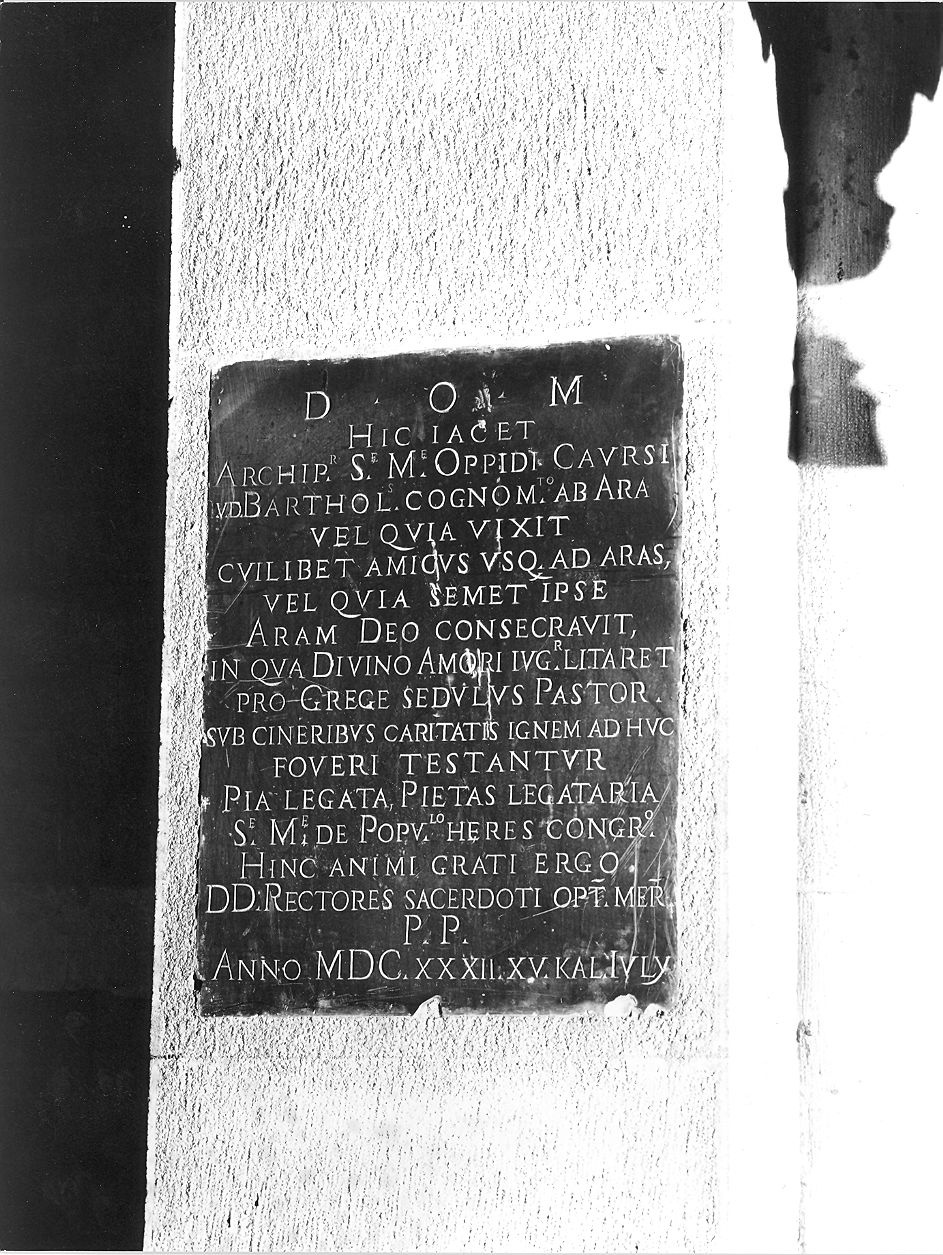 D · O · M
HIC IACET
ARCHIP.R S.E M.E OPPIDI CAVRSI
V.D. BARTHOL.S COGNOM.TO AB ARA
VEL QVIA VIXIT
CVILIBET AMICVS VSQ. AD ARAS,
VEL QVIA SEMET IPSE
ARAM DEO CONSECRAVIT,
IN QVA DIVINO AMORI IVG.R LITARET
PRO GREGE SEDVLVS PASTOR.
SVB CINERIBVS CARITATIS IGNEM AD HVC
FOVERI TESTANTVR
PIA LEGATA, PIETAS LEGATARIA
S.E M.E DE POPV.LO HERES CONGR.O
HINC ANIMI GRATI ERGO
DD. RECTORES SACERDOTI OPT̄. MER̄.
P. P.
ANNO MDC.XXXII.XV.KAL.IVLY